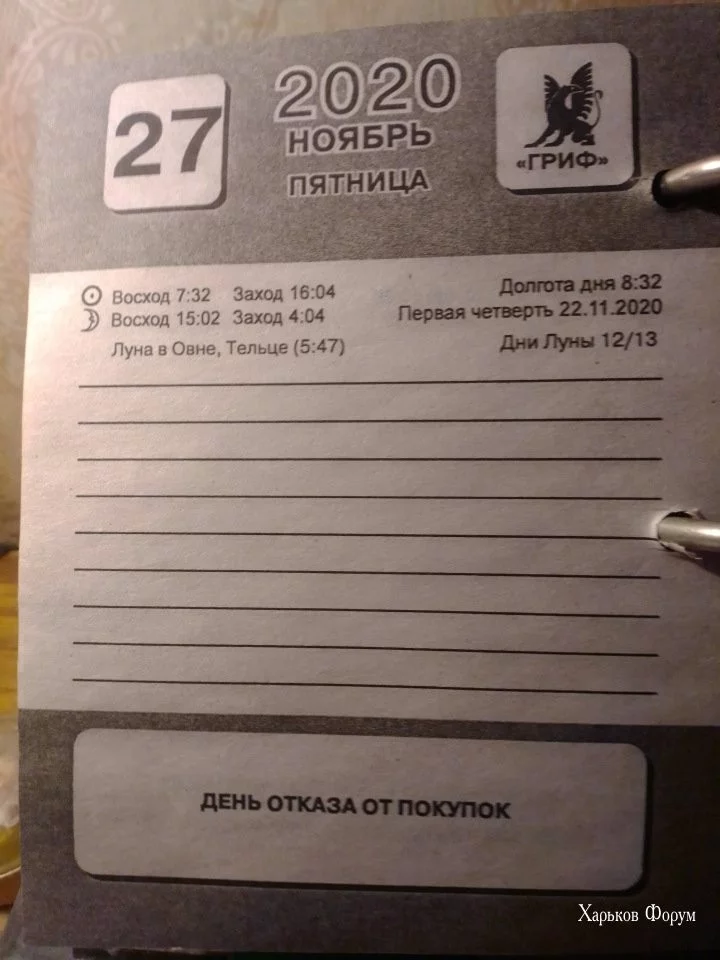 27
2020
НОЯБРЬ
ПЯТНИЦА
«ГРИФ»
Восход 7:32 Заход 16:04
Восход 15:02 Заход 4:04
Луна в Овне, Тельце (5:47)
Долгота дня 8:32
Первая четверть 22.11.2020
Дни Луны 12/13
ДЕНЬ ОТКАЗА ОТ ПОКУПОК
Харьков Форум